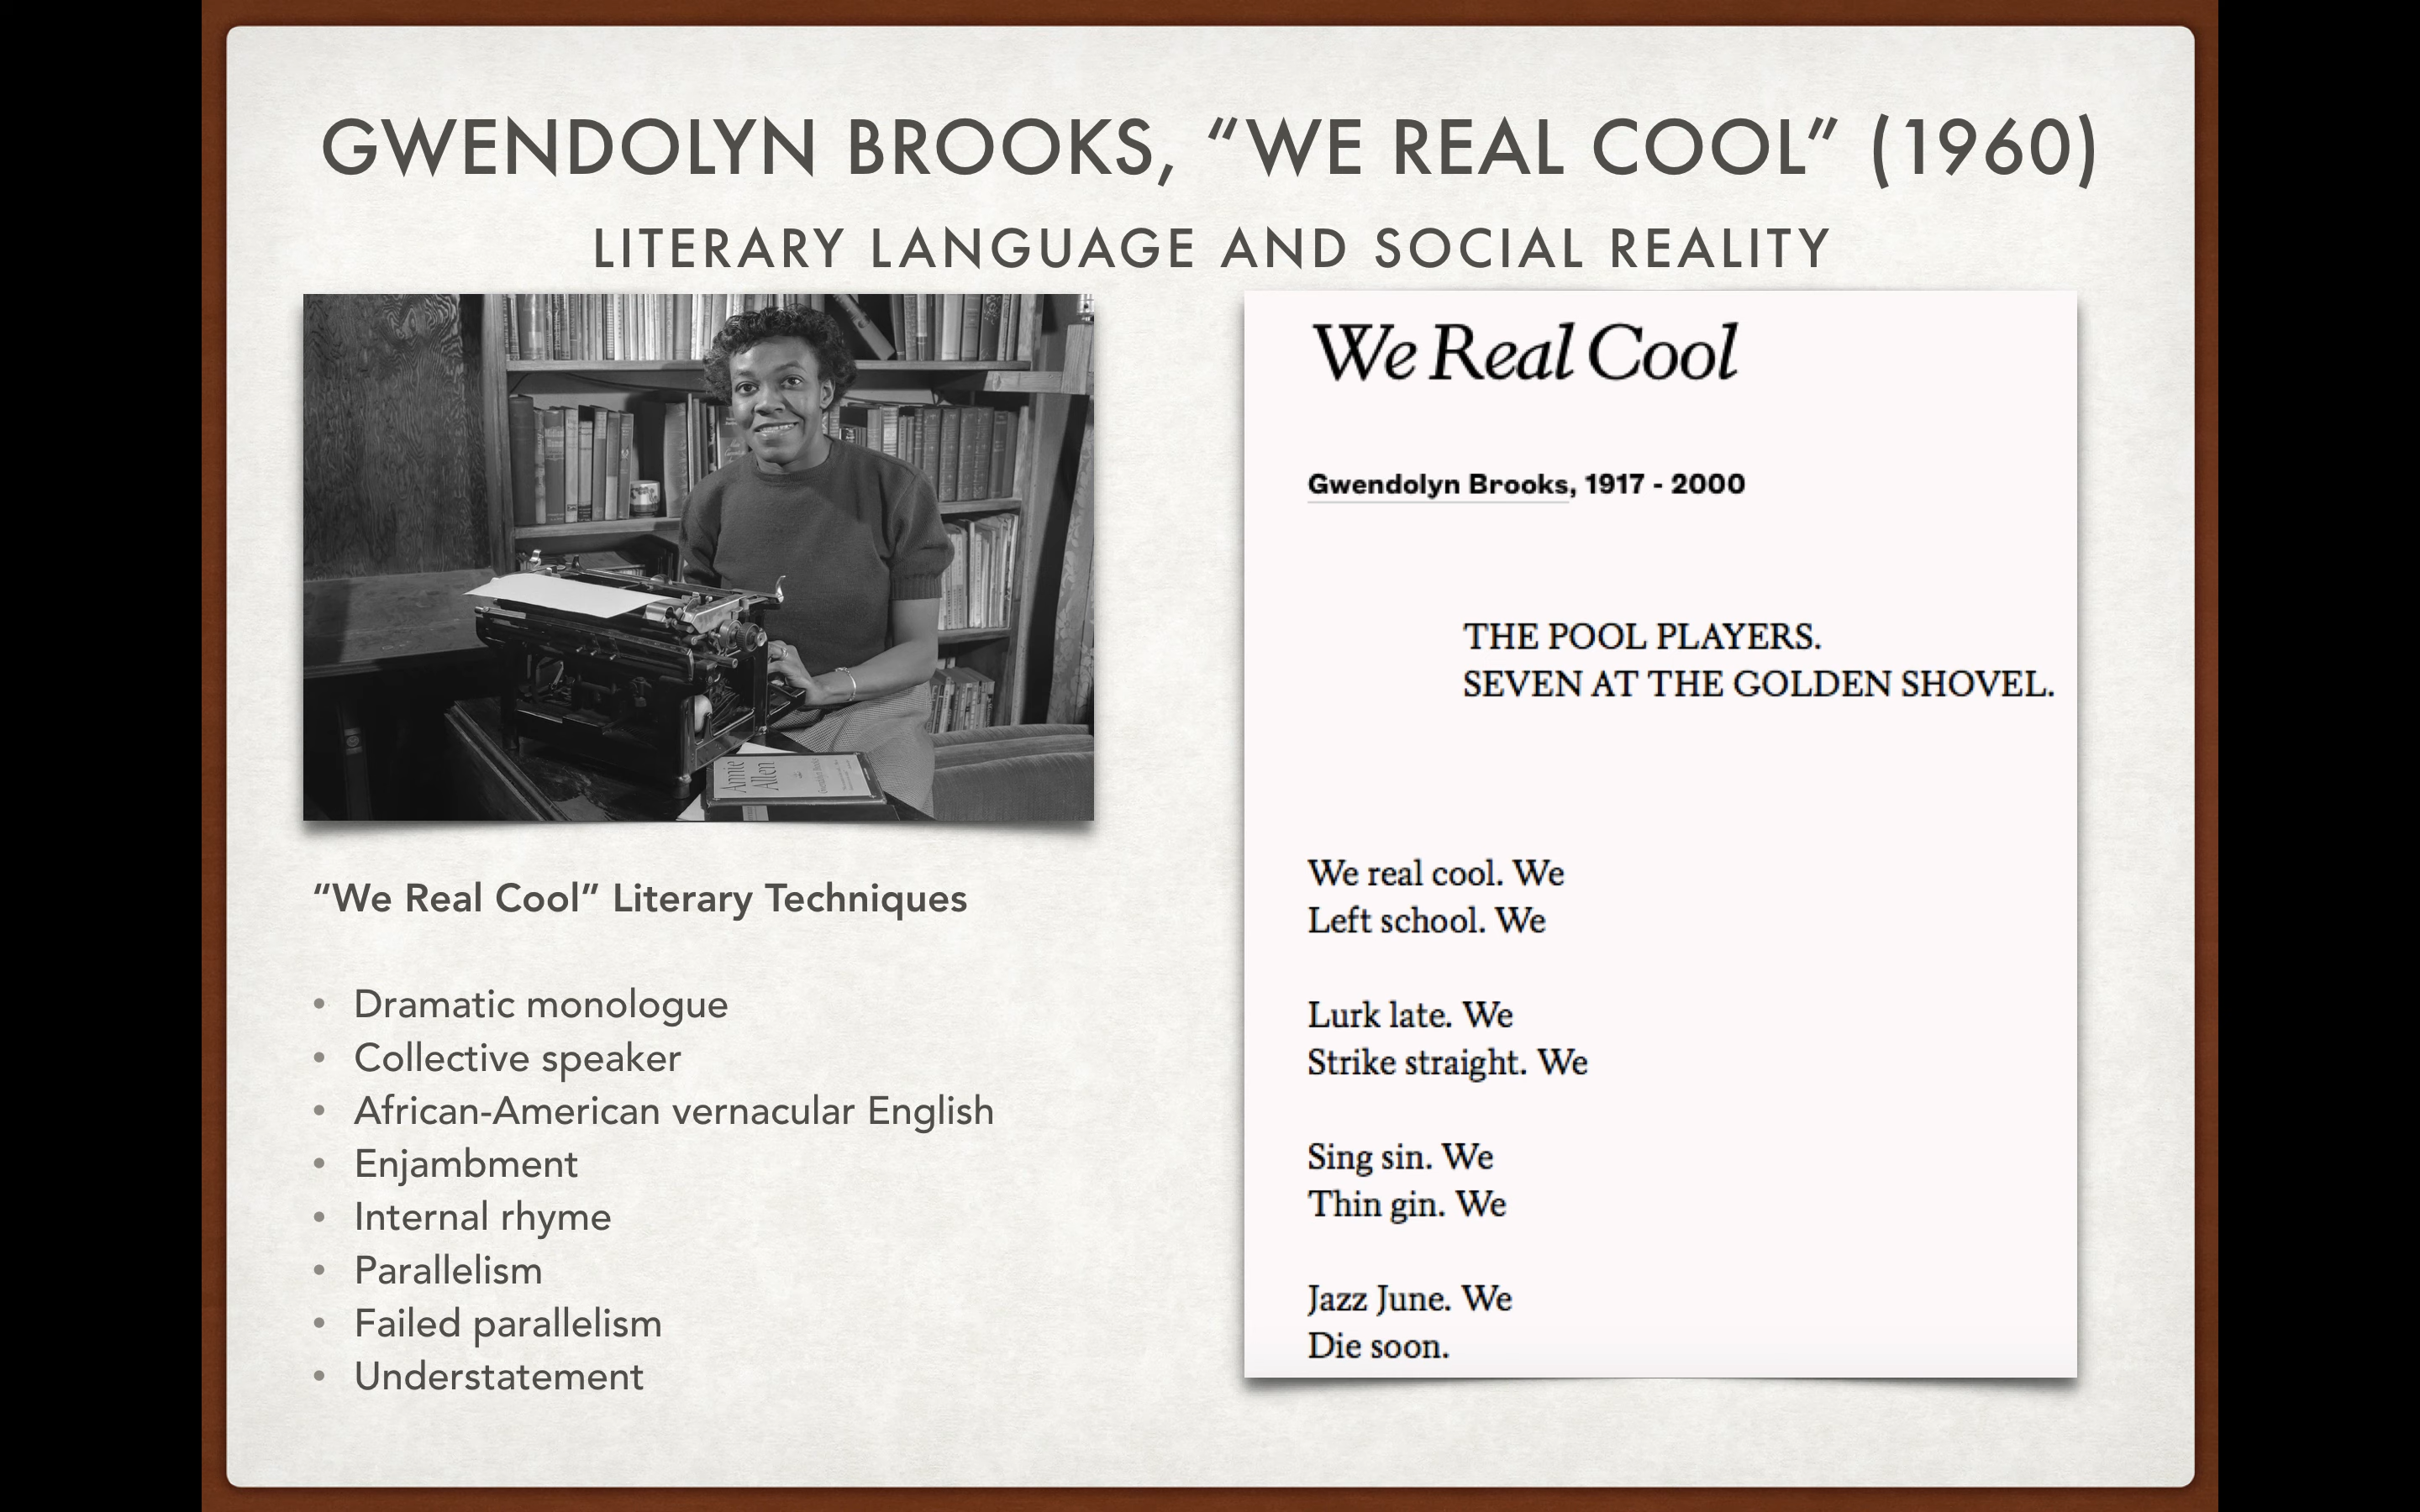 GWENDOLYN BROOKS, “WE REAL COOL” (1960)
LITERARY LANGUAGE AND SOCIAL REALITY
Annie
Allen
“We Real Cool” Literary Techniques
• Dramatic monologue
• Collective speaker
• African-American vernacular English
• Enjambment
• Internal rhyme
• Parallelism
• Failed parallelism
• Understatement
We Real Cool
Gwendolyn Brooks, 1917 - 2000
THE POOL PLAYERS.
SEVEN AT THE GOLDEN SHOVEL.
We real cool. We
Left school. We
Lurk late. We
Strike straight. We
Sing sin. We
Thin gin. We
Jazz June. We
Die soon.